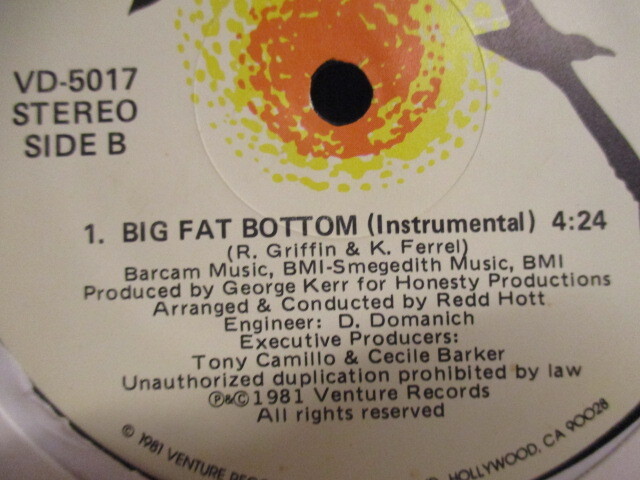 VD-5017
STEREO
SIDE B
1. BIG FAT BOTTOM (Instrumental) 4:24
(R. Griffin & K. Ferrel)
Barcam Music, BMI-Smegedith Music, BMI
Produced by George Kerr for Honesty Productions
Arranged & Conducted by Redd Hott
Engineer: D. Domanich
Executive Producers:
Tony Camillo & Cecile Barker
Unauthorized duplication prohibited by law
℗&© 1981 Venture Records
All rights reserved
© 1981 VENTURE HOLLYWOOD, CA 90028